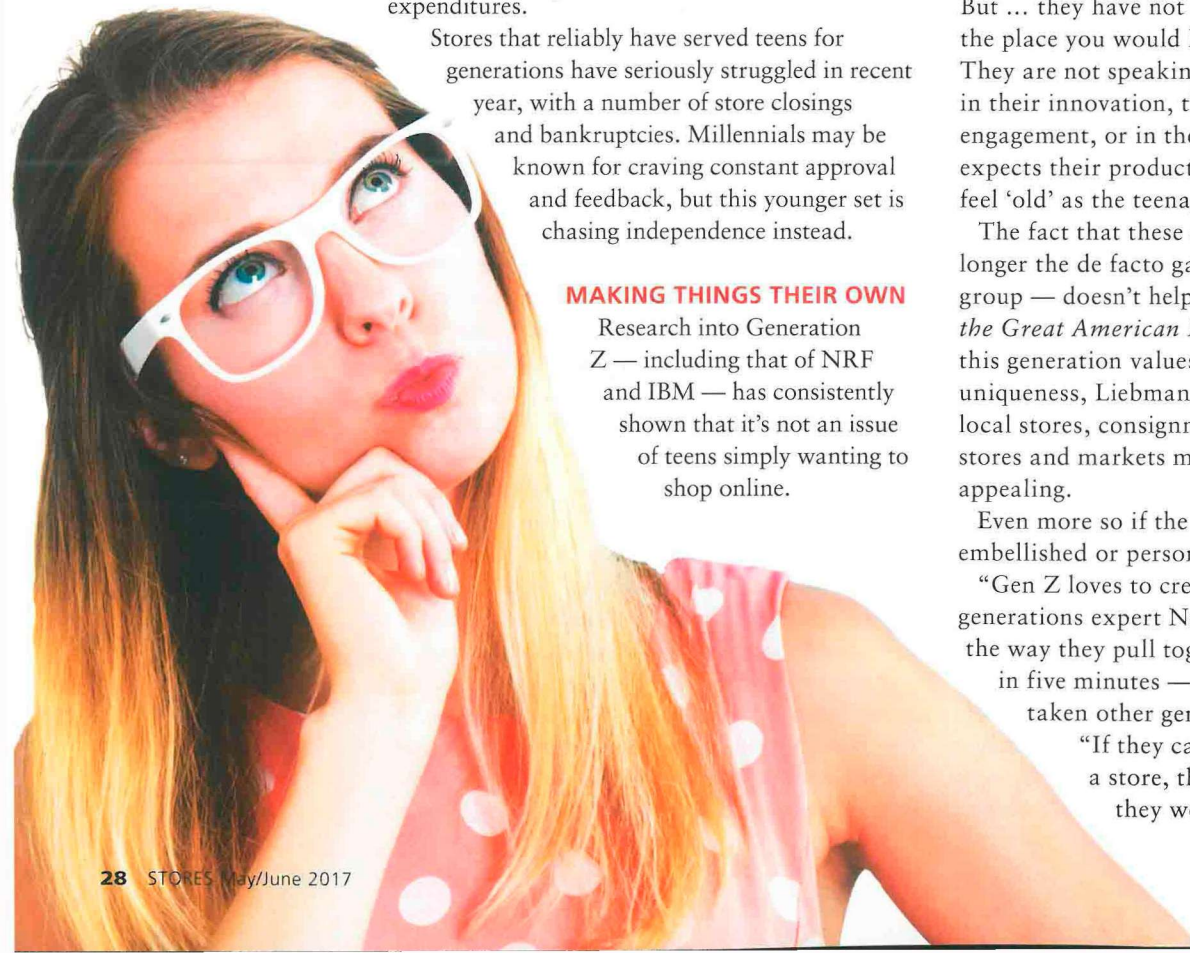 expenditures.
Stores that reliably have served teens for
generations have seriously struggled in recent
year, with a number of store closings
and bankruptcies. Millennials may be
known for craving constant approval
and feedback, but this younger set is
chasing independence instead.
MAKING THINGS THEIR OWN
Research into Generation
Z — including that of NRF
and IBM — has consistently
shown that it's not an issue
of teens simply wanting to
shop online.
But … they have not
the place you would
They are not speakin
in their innovation, t
engagement, or in the
expects their product
feel ‘old’ as the teena
The fact that these
longer the de facto ga
group — doesn't help
the Great American
this generation values
uniqueness, Liebman
local stores, consignm
stores and markets m
appealing.
Even more so if the
embellished or person
“Gen Z loves to cre
generations expert N
the way they pull tog
in five minutes —
taken other gen
“If they ca
a store, th
they w
28 STORES May/June 2017